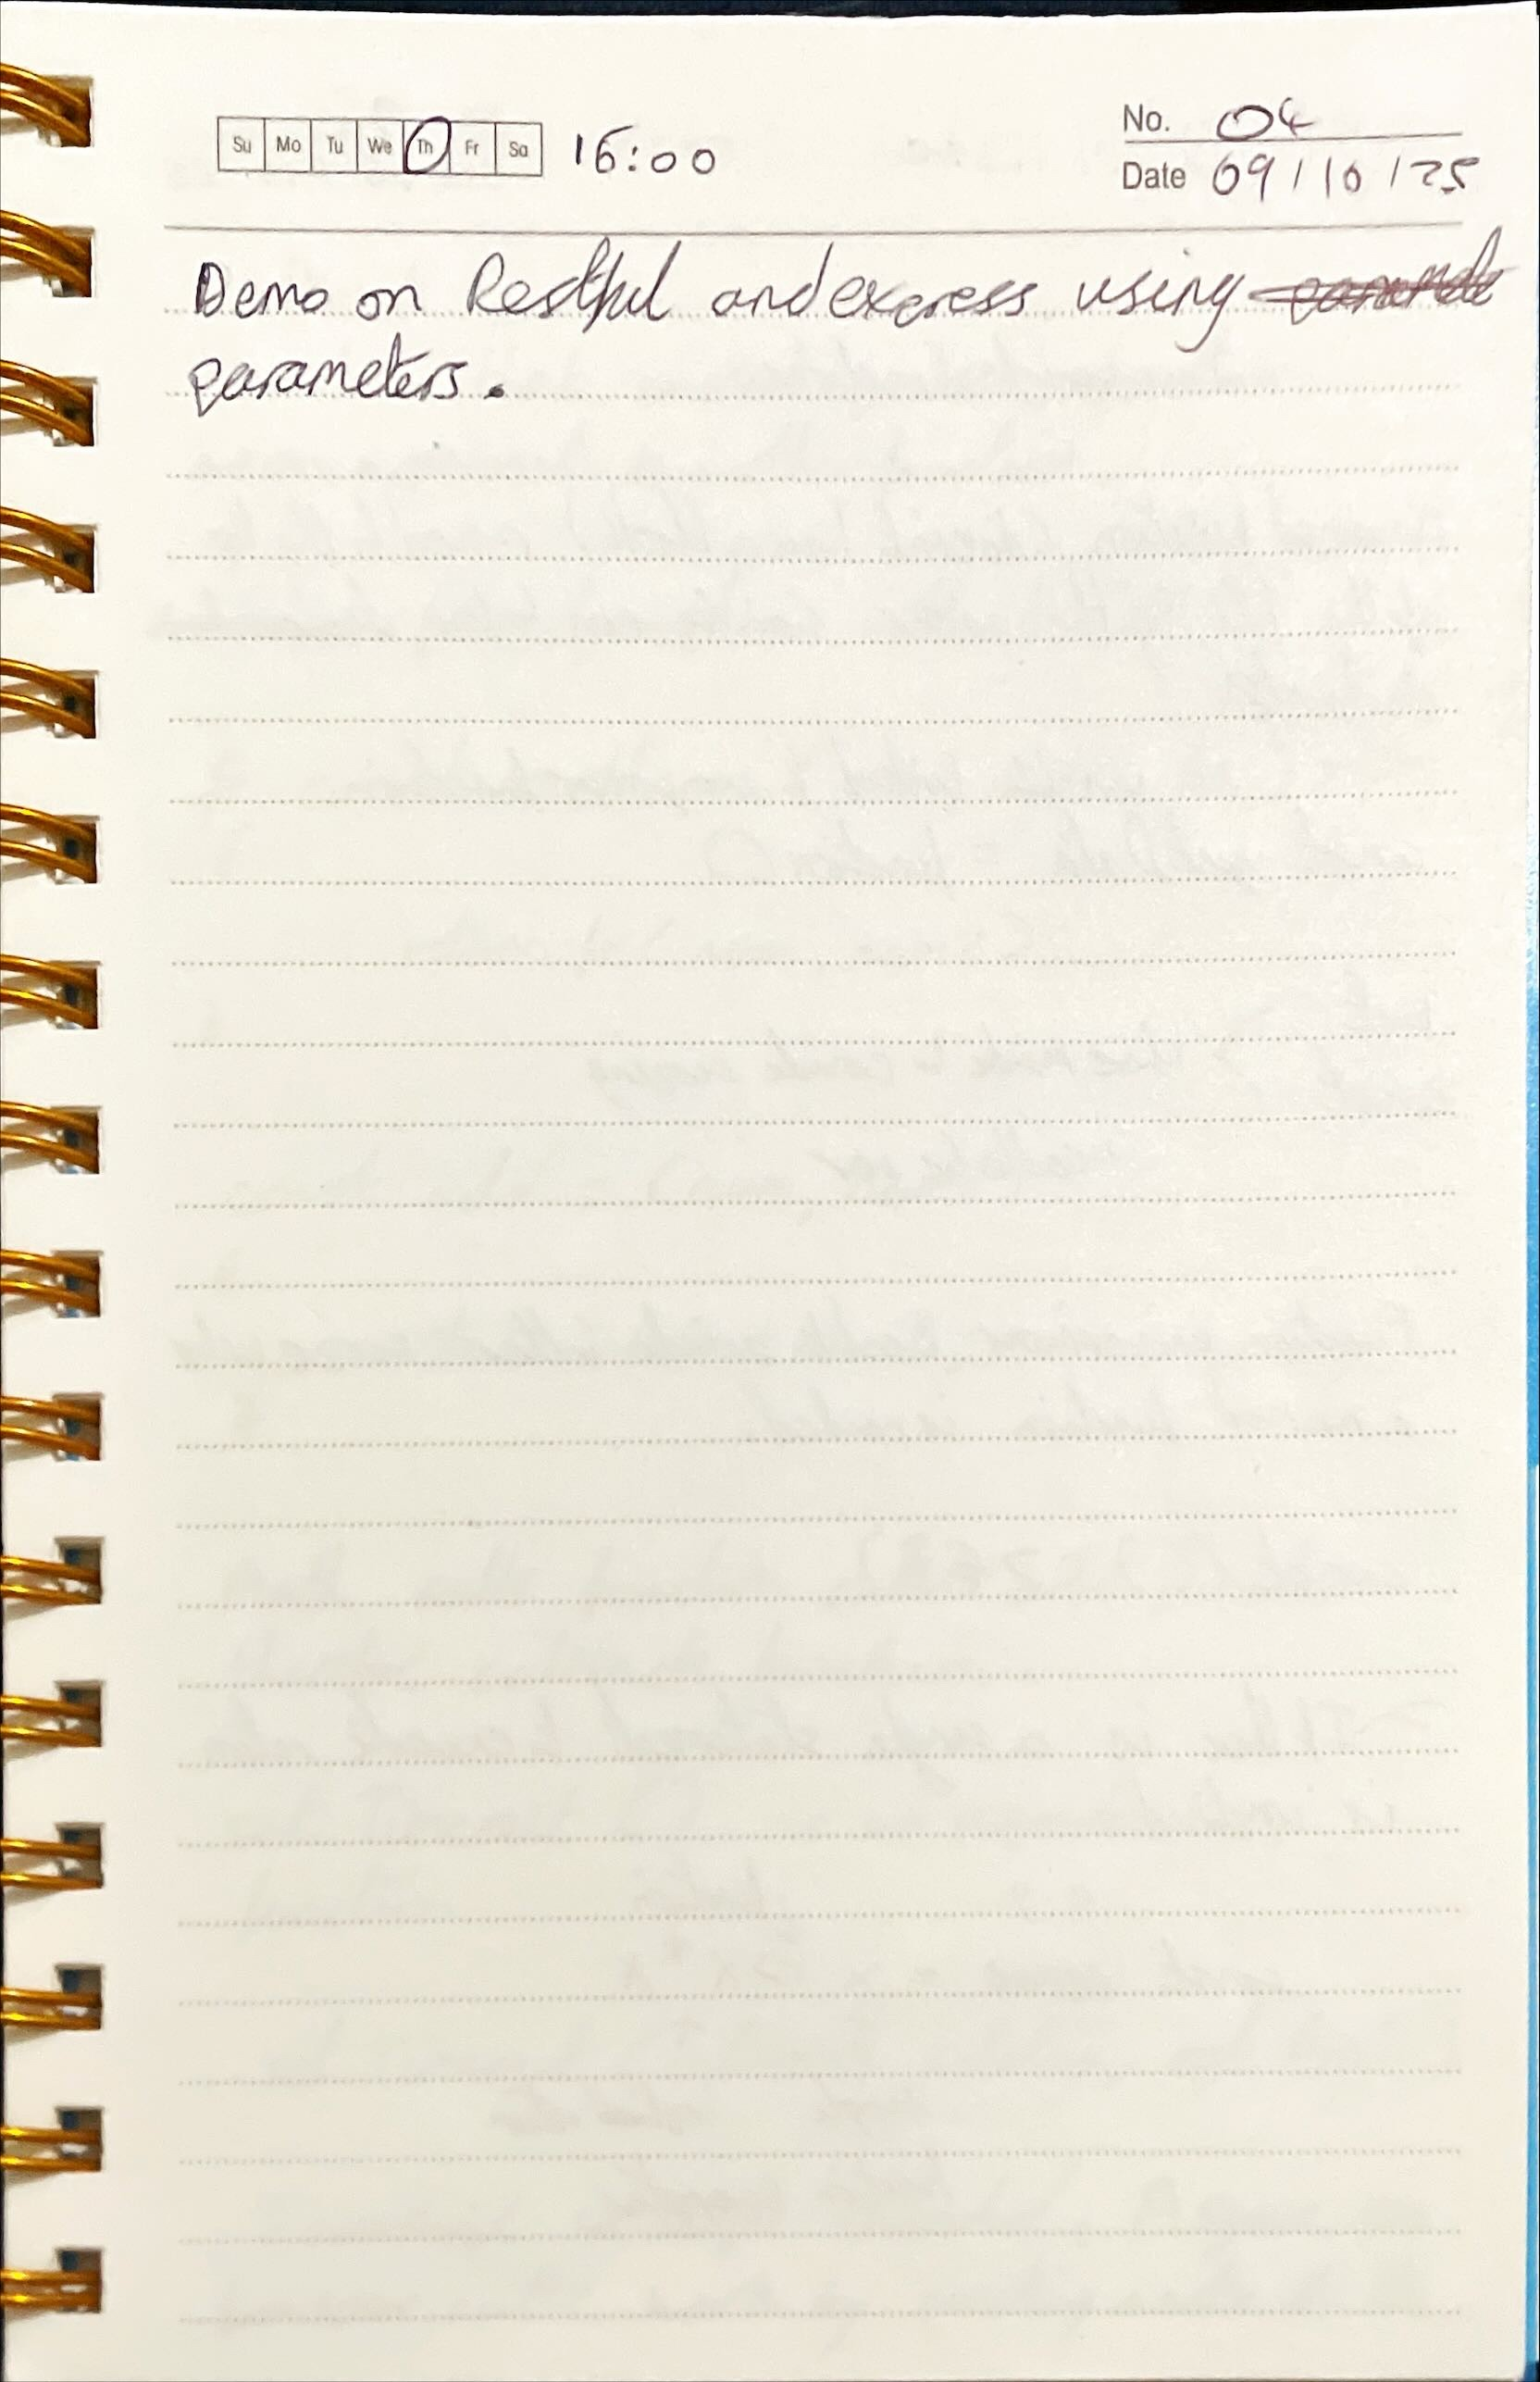 Su Mo Tu We Th Fr Sa 16:00
No. 04
Date 09/10/25
Demo on Restful and express using
parameters.